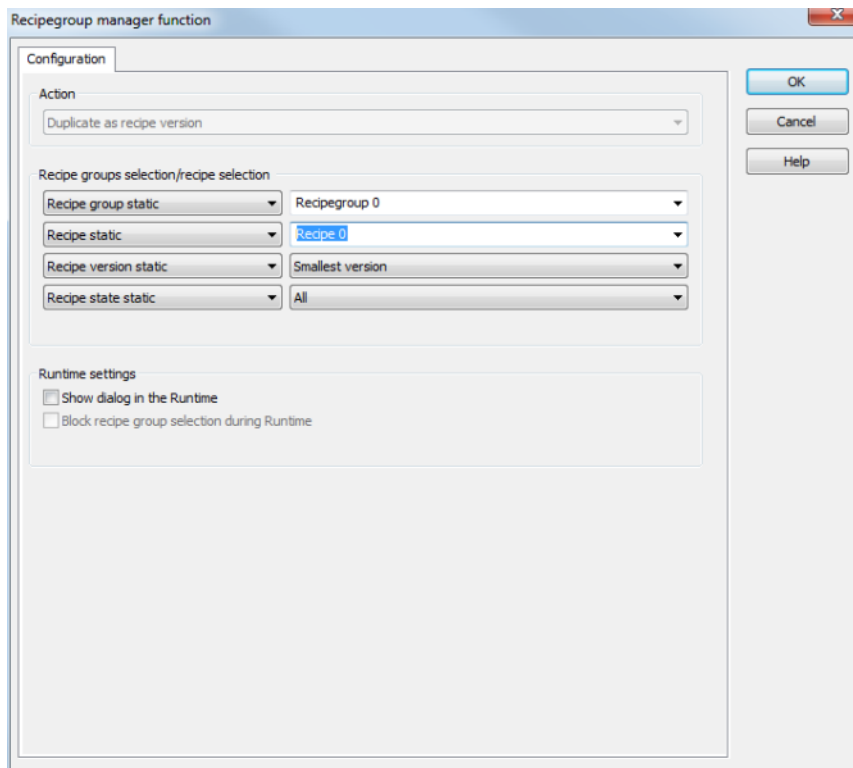 Recipegroup manager function
Configuration
OK
Action
Duplicate as recipe version
Cancel
Help
Recipe groups selection/recipe selection
Recipe group static Recipegroup 0
Recipe static Recipe 0
Recipe version static Smallest version
Recipe state static All
Runtime settings
Show dialog in the Runtime
Block recipe group selection during Runtime